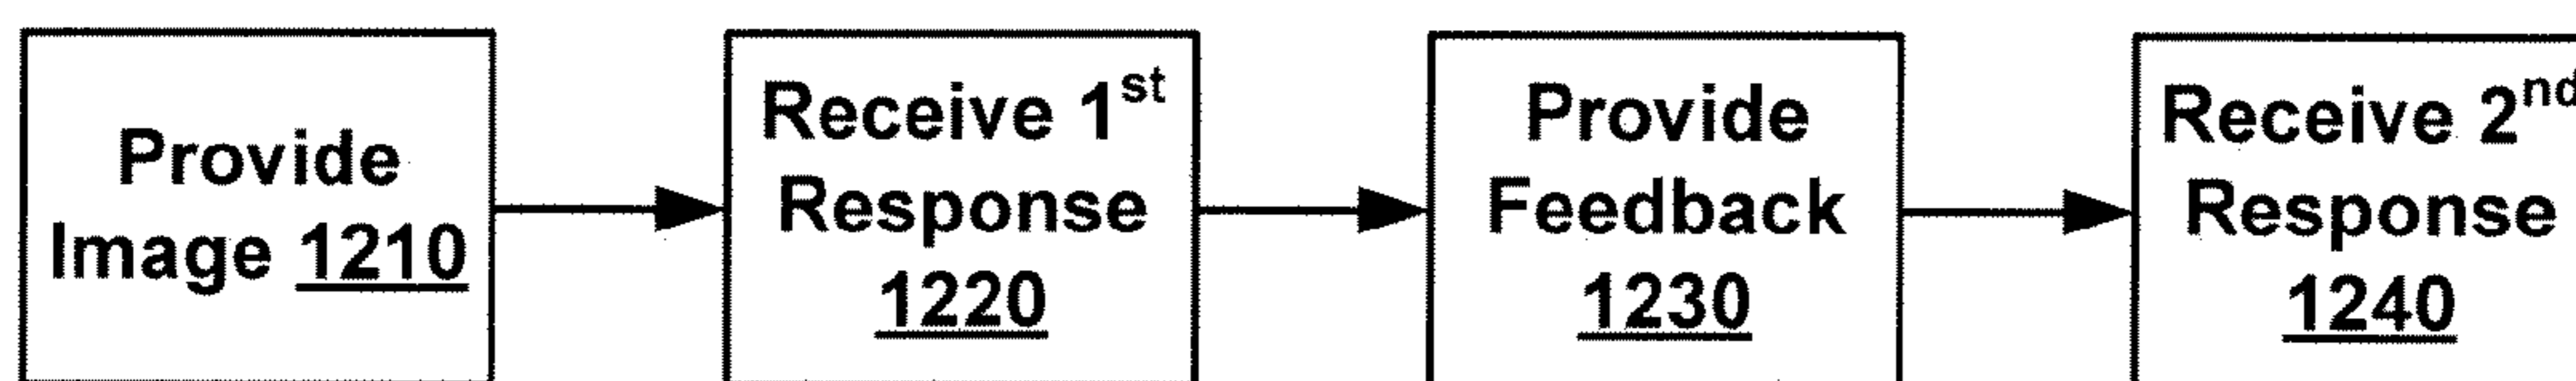 Provide
Image 1210
Receive 1st
Response
1220
Provide
Feedback
1230
Receive 2nd
Response
1240